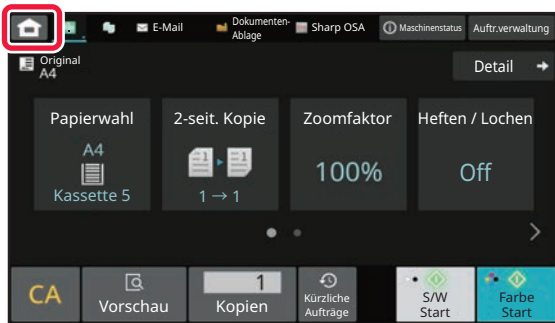 E-Mail
Dokumenten-
Ablage
Sharp OSA
Maschinenstatus
Auftr.verwaltung
Original
A4
Detail
Papierwahl
A4
Kassette 5
2-seit. Kopie
1 → 1
Zoomfaktor
100%
Heften / Lochen
Off
CA
Vorschau
1
Kopien
Kürzliche
Aufträge
S/W
Start
Farbe
Start